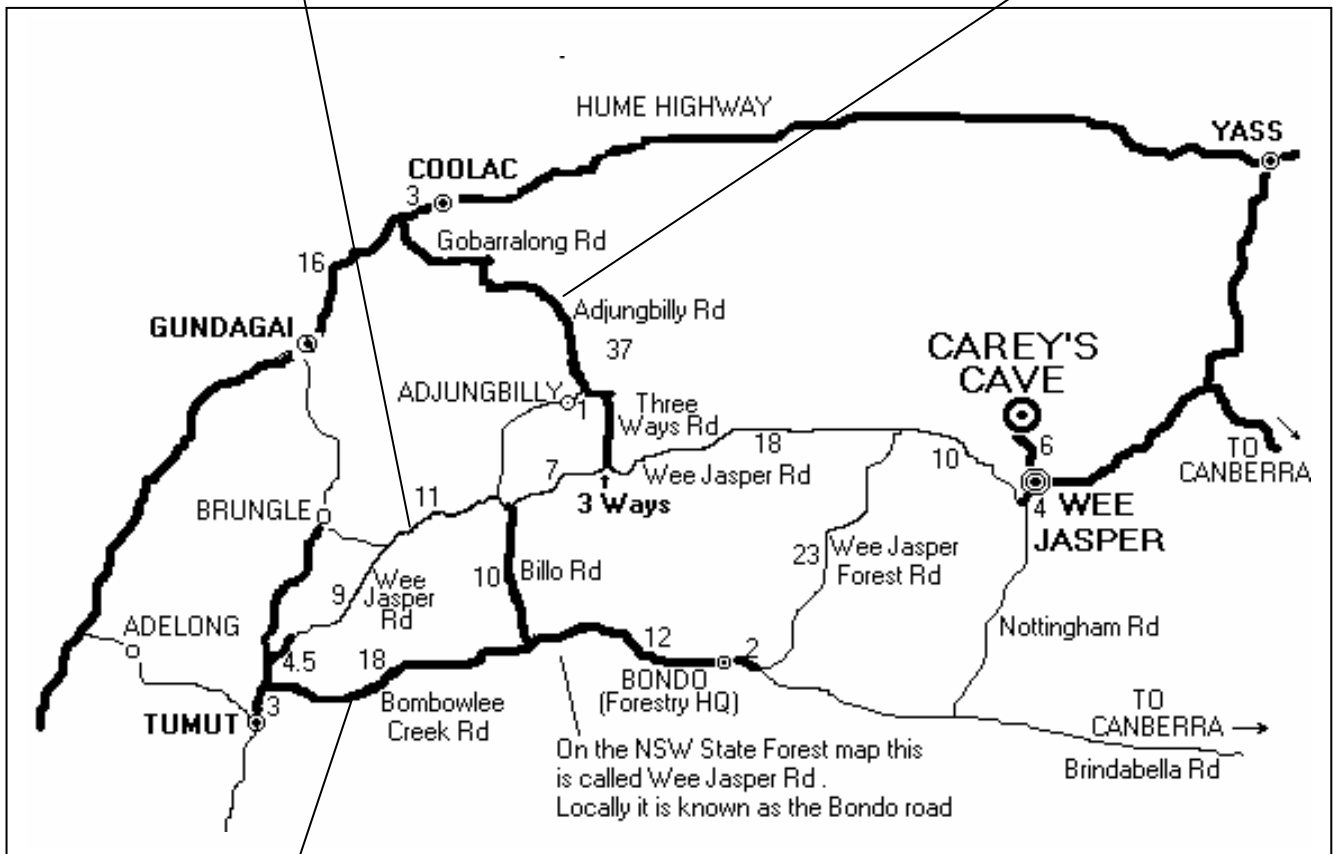 HUME HIGHWAY
YASS
COOLAC
3
Gobarralong Rd
16
GUNDAGAI
Adjungbilly Rd
37
CAREY'S
CAVE
ADJUNGBILLY
1
Three
Ways Rd
18
6
TO
CANBERRA
7
Wee Jasper Rd
10
3 Ways
11
BRUNGLE
4
WEE
JASPER
23
Wee Jasper
Forest Rd
10
Billo Rd
9
Wee
Jasper
Rd
Nottingham Rd
ADELONG
4.5
18
12
2
BONDO
(Forestry HQ)
TUMUT
3
Bombowlee
Creek Rd
TO
CANBERRA
Brindabella Rd
On the NSW State Forest map this
is called Wee Jasper Rd .
Locally it is known as the Bondo road